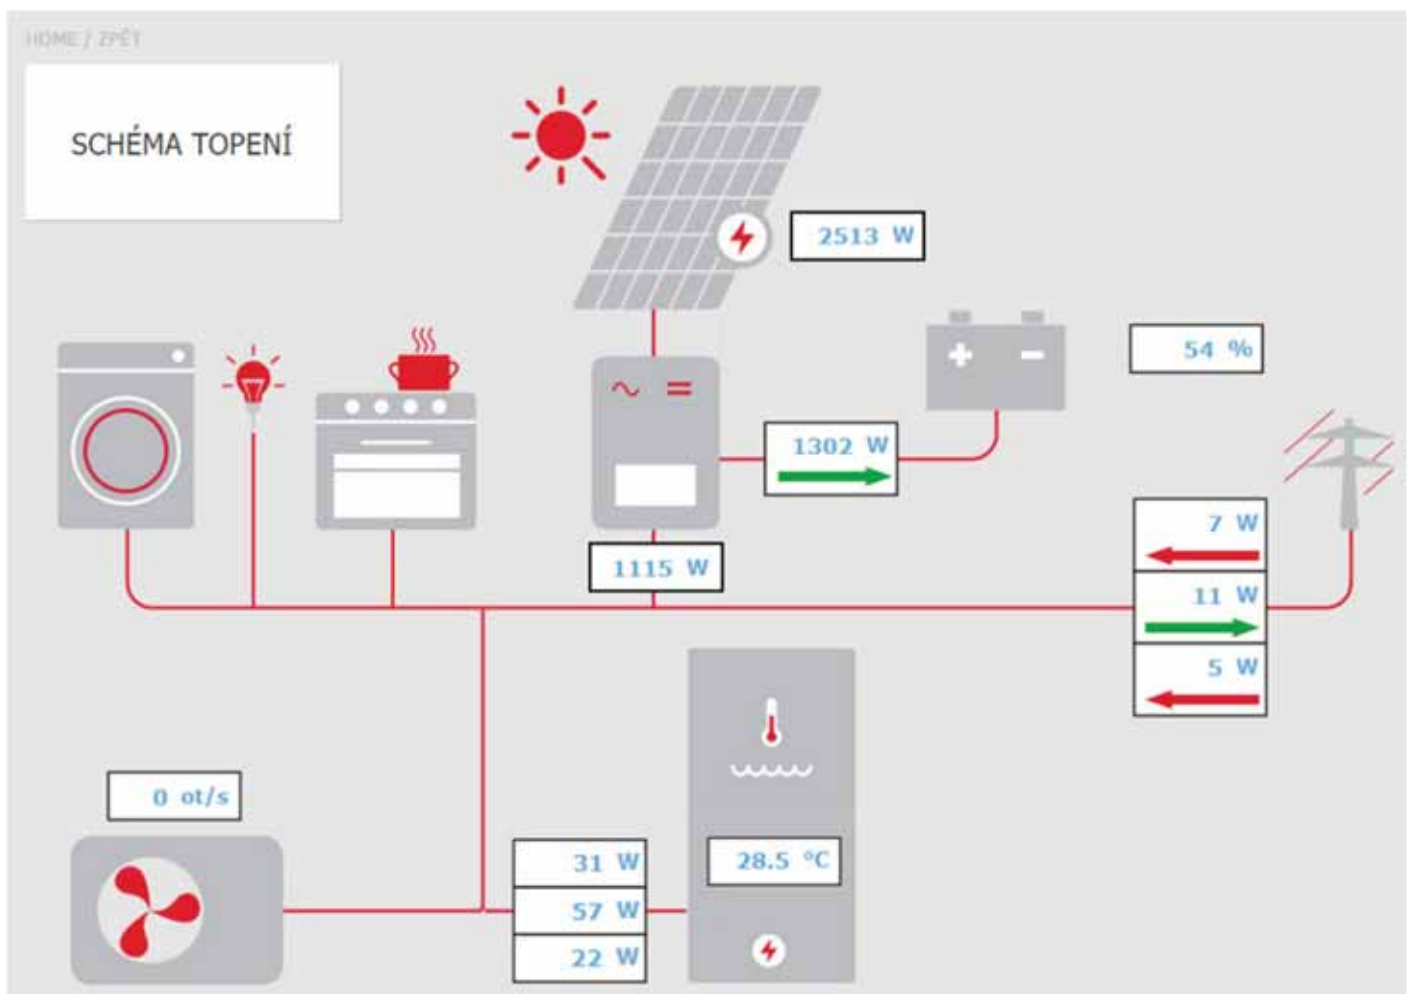 HOME / ZPĚT
SCHÉMA TOPENÍ
2513 W
54 %
1302 W
7 W
1115 W
11 W
5 W
0 ot/s
31 W
28.5 °C
57 W
22 W